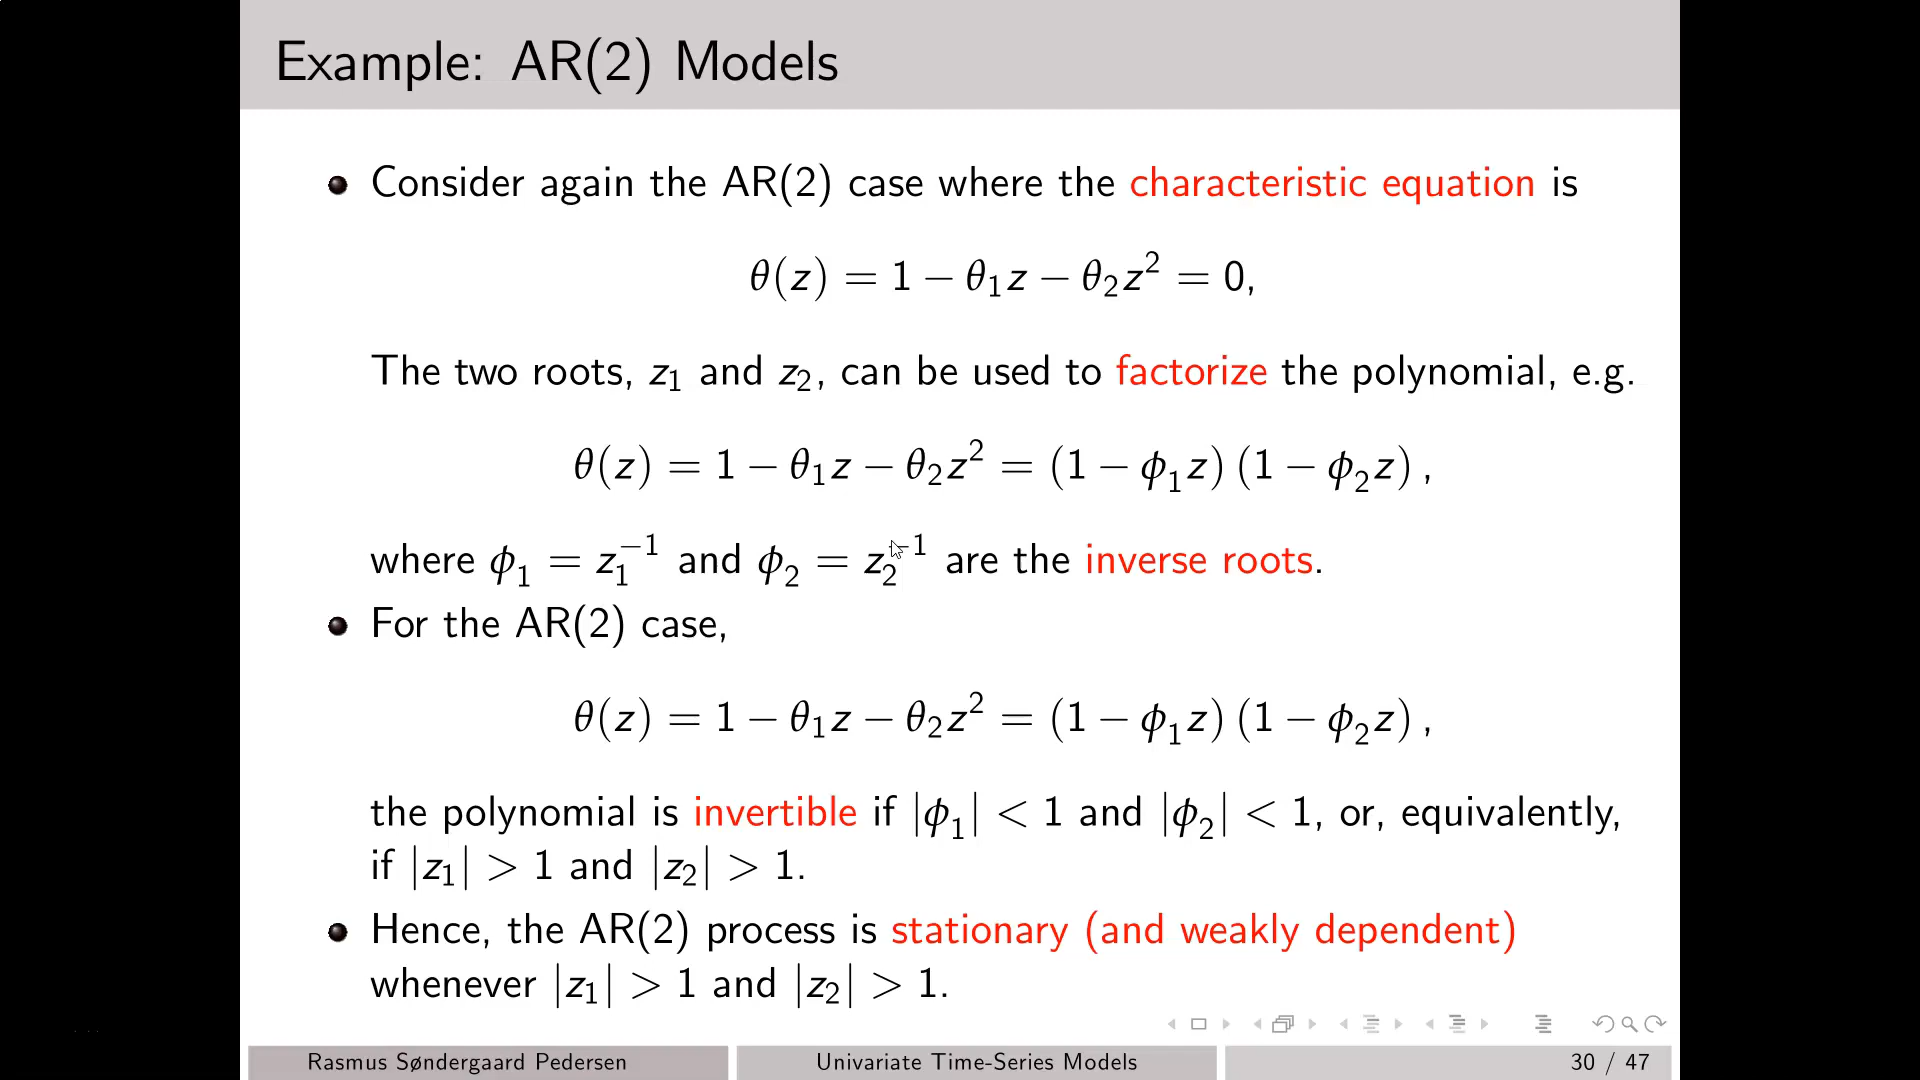 Example: AR(2) Models
Consider again the AR(2) case where the characteristic equation is
θ(z) = 1 − θ₁z − θ₂z² = 0,
The two roots, z₁ and z₂, can be used to factorize the polynomial, e.g.
θ(z) = 1 − θ₁z − θ₂z² = (1 − ϕ₁z) (1 − ϕ₂z) ,
where ϕ₁ = z₁⁻¹ and ϕ₂ = z₂⁻¹ are the inverse roots.
For the AR(2) case,
θ(z) = 1 − θ₁z − θ₂z² = (1 − ϕ₁z) (1 − ϕ₂z) ,
the polynomial is invertible if |ϕ₁| < 1 and |ϕ₂| < 1, or, equivalently,
if |z₁| > 1 and |z₂| > 1.
Hence, the AR(2) process is stationary (and weakly dependent)
whenever |z₁| > 1 and |z₂| > 1.
Rasmus Søndergaard Pedersen Univariate Time-Series Models 30 / 47